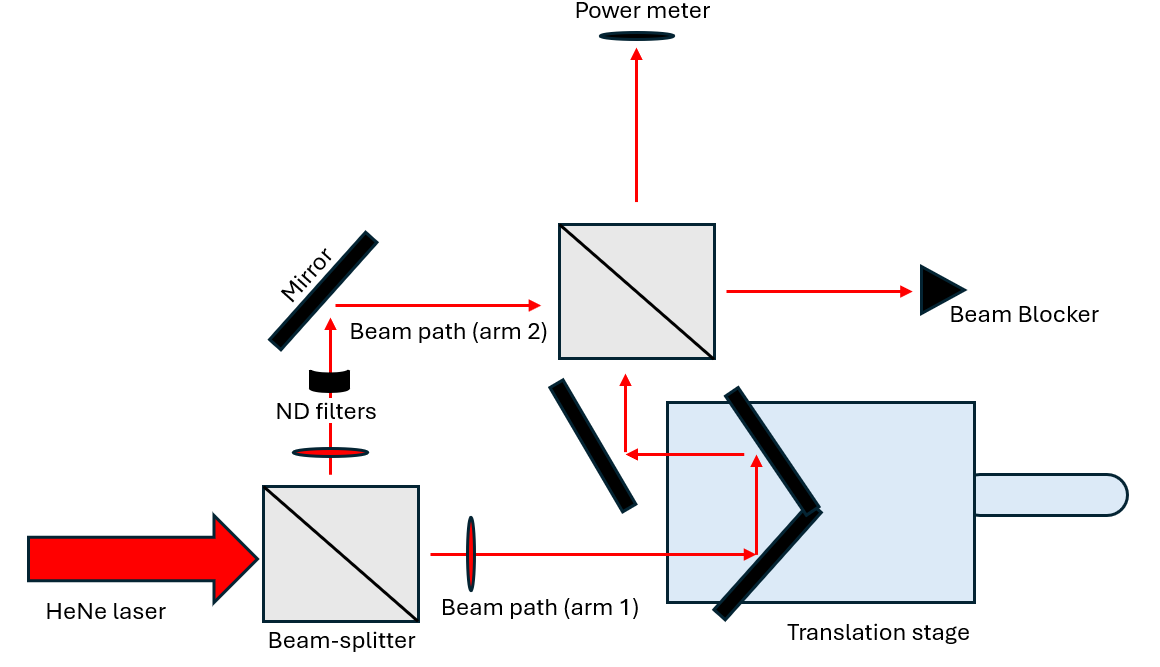 Power meter
Mirror
Beam path (arm 2)
Beam Blocker
ND filters
HeNe laser
Beam path (arm 1)
Beam-splitter
Translation stage